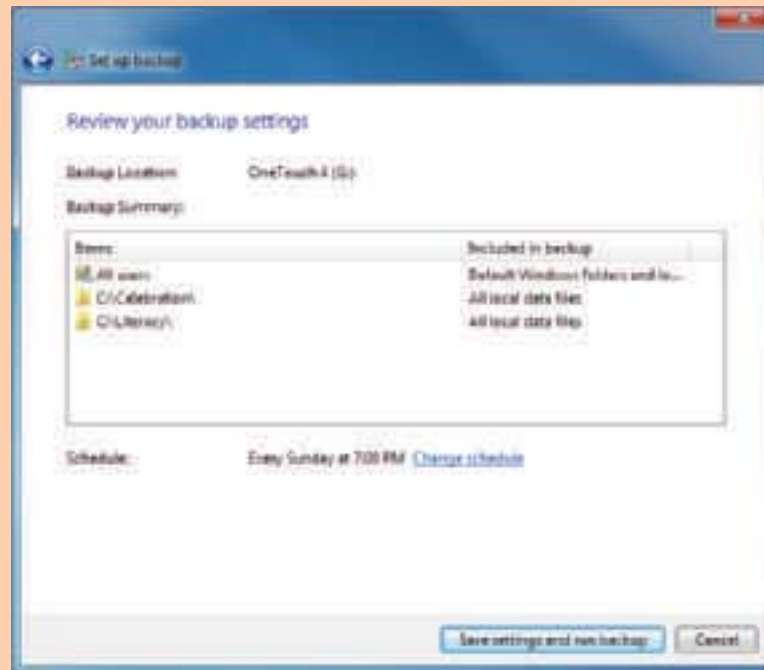 Set up backup
Review your backup settings
Backup Location: OneTouch 4 (G:)
Backup Summary:
Items Included in backup
All users Default Windows folders and lo...
C:\Celebration\ All local data files
C:\Literacy\ All local data files
Schedule: Every Sunday at 7:00 PM Change schedule
Save settings and run backup Cancel